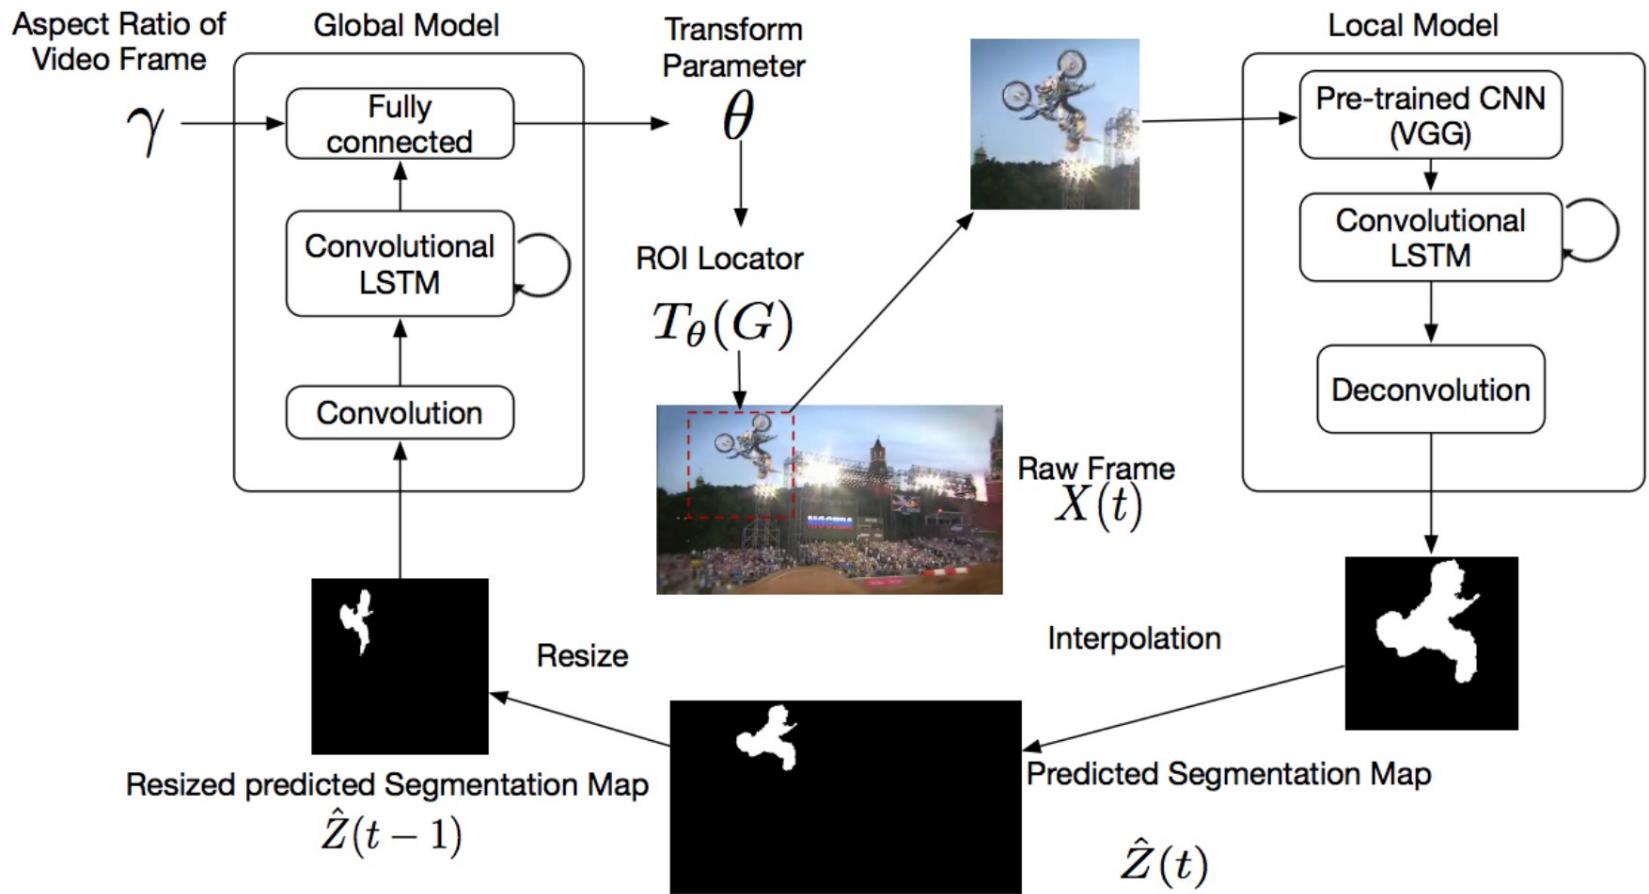 Aspect Ratio of
Video Frame
γ
Global Model
Fully
connected
Convolutional
LSTM
Convolution
Transform
Parameter
θ
ROI Locator
T_θ(G)
МОСКВА
Raw Frame
X(t)
Local Model
Pre-trained CNN
(VGG)
Convolutional
LSTM
Deconvolution
Interpolation
Resize
Resized predicted Segmentation Map
Ẑ(t − 1)
Predicted Segmentation Map
Ẑ(t)